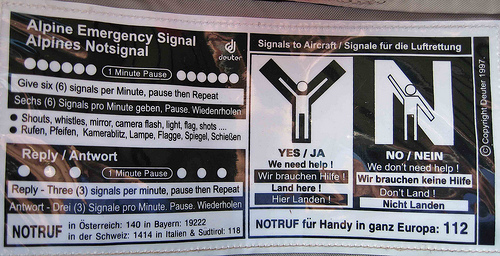 Alpine Emergency Signal
Alpines Notsignal
deuter
1 Minute Pause
Give six (6) signals per minute, pause then Repeat
Sechs (6) Signals pro Minute geben, Pause. Wiederholen
• Shouts, whistles, mirror, camera flash, light, flag, shots ....
• Rufen, Pfeifen, Kamerablitz, Lampe, Flagge, Spiegel, Schießen
Reply / Antwort
1 Minute Pause
Reply - Three (3) signals per minute, pause then Repeat
Antwort - Drei (3) Signale pro Minute. Pause. Wiederholen
NOTRUF in Österreich: 140 in Bayern: 19222
in der Schweiz: 1414 in Italien & Südtirol: 118
Signals to Aircraft / Signale für die Luftrettung
Y N
YES / JA
We need help !
Wir brauchen Hilfe !
Land here !
Hier Landen !
NO / NEIN
We don't need help !
Wir brauchen keine Hilfe
Don't Land !
Nicht Landen
© Copyright Deuter 1997.
NOTRUF für Handy in ganz Europa: 112